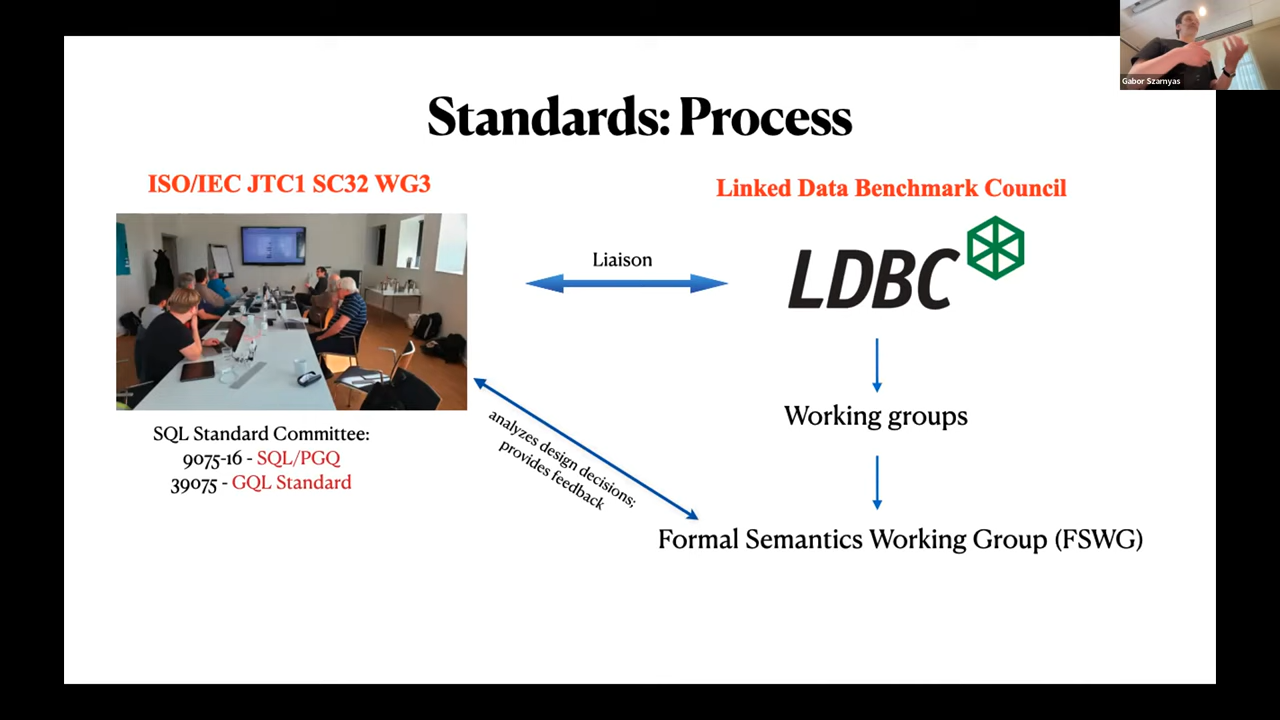 Gabor Szarnyas
Standards: Process
ISO/IEC JTC1 SC32 WG3
Linked Data Benchmark Council
Liaison
LDBC
Working groups
analyzes design decisions;
provides feedback
SQL Standard Committee:
9075-16 - SQL/PGQ
39075 - GQL Standard
Formal Semantics Working Group (FSWG)